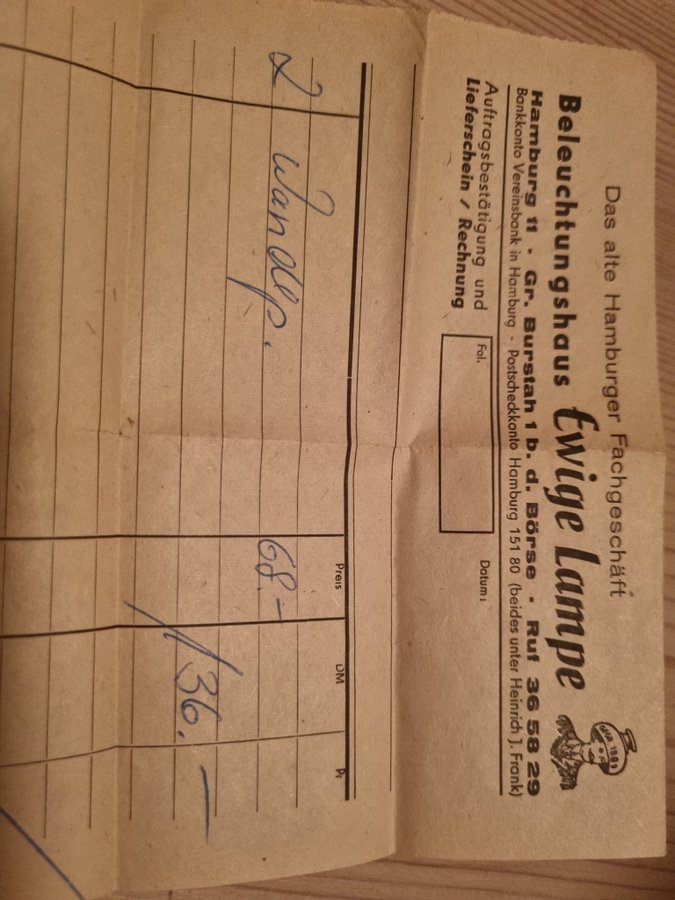 Das alte Hamburger Fachgeschäft
Beleuchtungshaus Ewige Lampe
Hamburg 11 · Gr. Burstah 1 b. d. Börse · Ruf 36 58 29
Bankkonto Vereinsbank in Hamburg · Postscheckkonto Hamburg 151 80 (beides unter Heinrich J. Frank)
Auftragsbestätigung und
Lieferschein / Rechnung
Fol.
Datum:
Preis DM Pf
2 Wandlp. 68.-
136.-